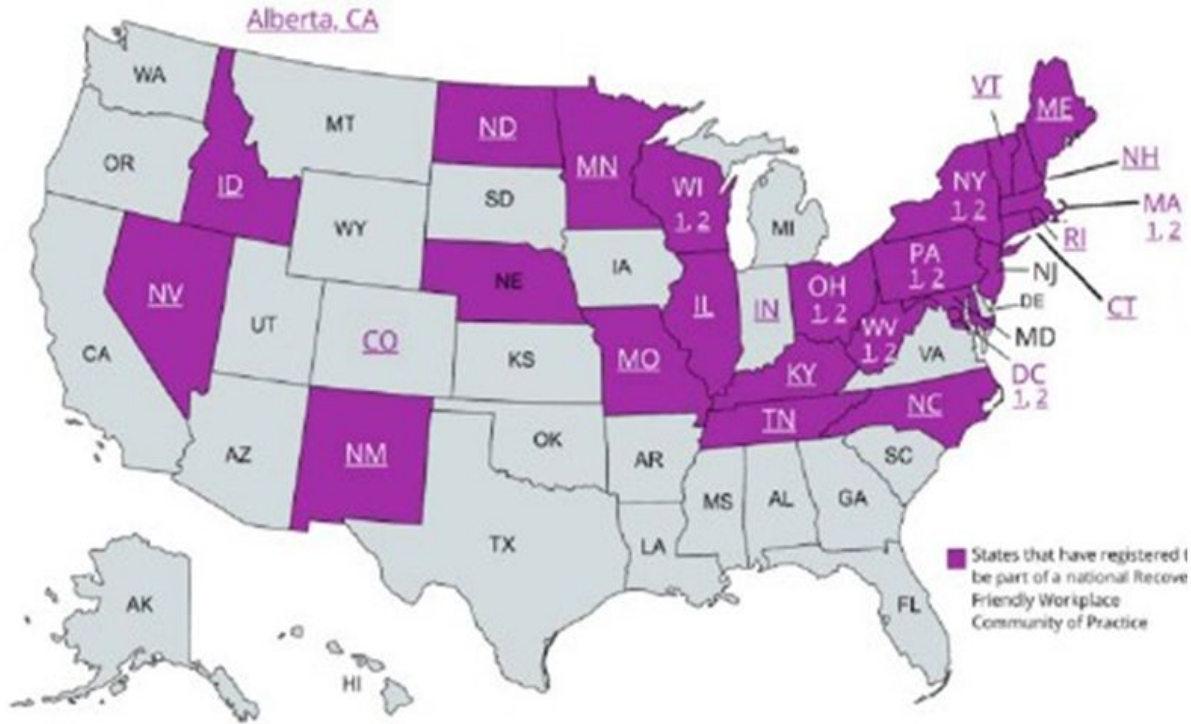 Alberta, CA
WA
MT
ND
MN
VT
ME
OR
ID
SD
WI
1, 2
MI
NY
1, 2
NH
MA
1, 2
RI
WY
IA
PA
1, 2
NJ
CT
NV
NE
IL
IN
OH
1, 2
DE
MD
UT
CO
WV
1, 2
VA
DC
1, 2
CA
KS
MO
KY
NC
TN
AZ
NM
OK
AR
SC
MS
AL
GA
TX
LA
FL
AK
HI
States that have registered
be part of a national
Friendly Workplace
Community of Practice